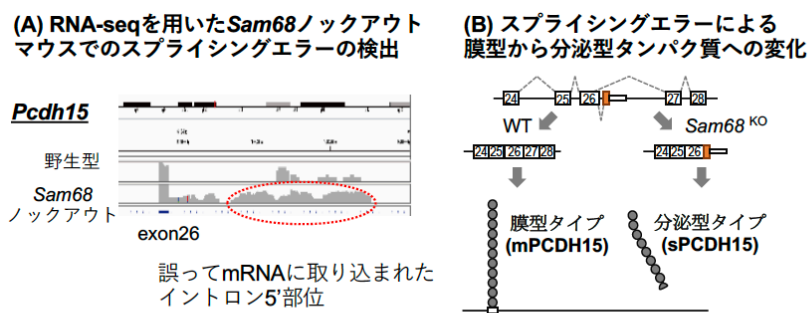 (A) RNA-seqを用いたSam68ノックアウト
マウスでのスプライシングエラーの検出
Pcdh15
野生型
Sam68
ノックアウト
exon26
誤ってmRNAに取り込まれた
イントロン5’部位
(B) スプライシングエラーによる
膜型から分泌型タンパク質への変化
24 25 26 27 28
WT
Sam68 KO
24 25 26 27 28
24 25 26
膜型タイプ
(mPCDH15)
分泌型タイプ
(sPCDH15)